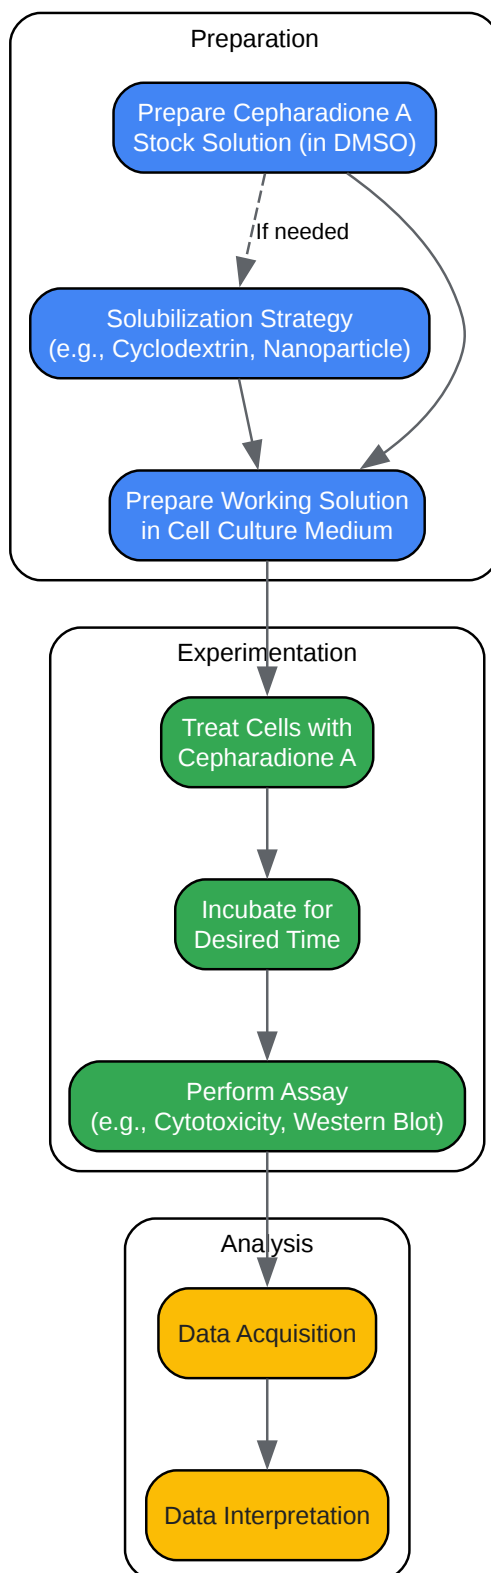 Preparation
Prepare Cepharadione A
Stock Solution (in DMSO)
If needed
Solubilization Strategy
(e.g., Cyclodextrin, Nanoparticle)
Prepare Working Solution
in Cell Culture Medium
Experimentation
Treat Cells with
Cepharadione A
Incubate for
Desired Time
Perform Assay
(e.g., Cytotoxicity, Western Blot)
Analysis
Data Acquisition
Data Interpretation